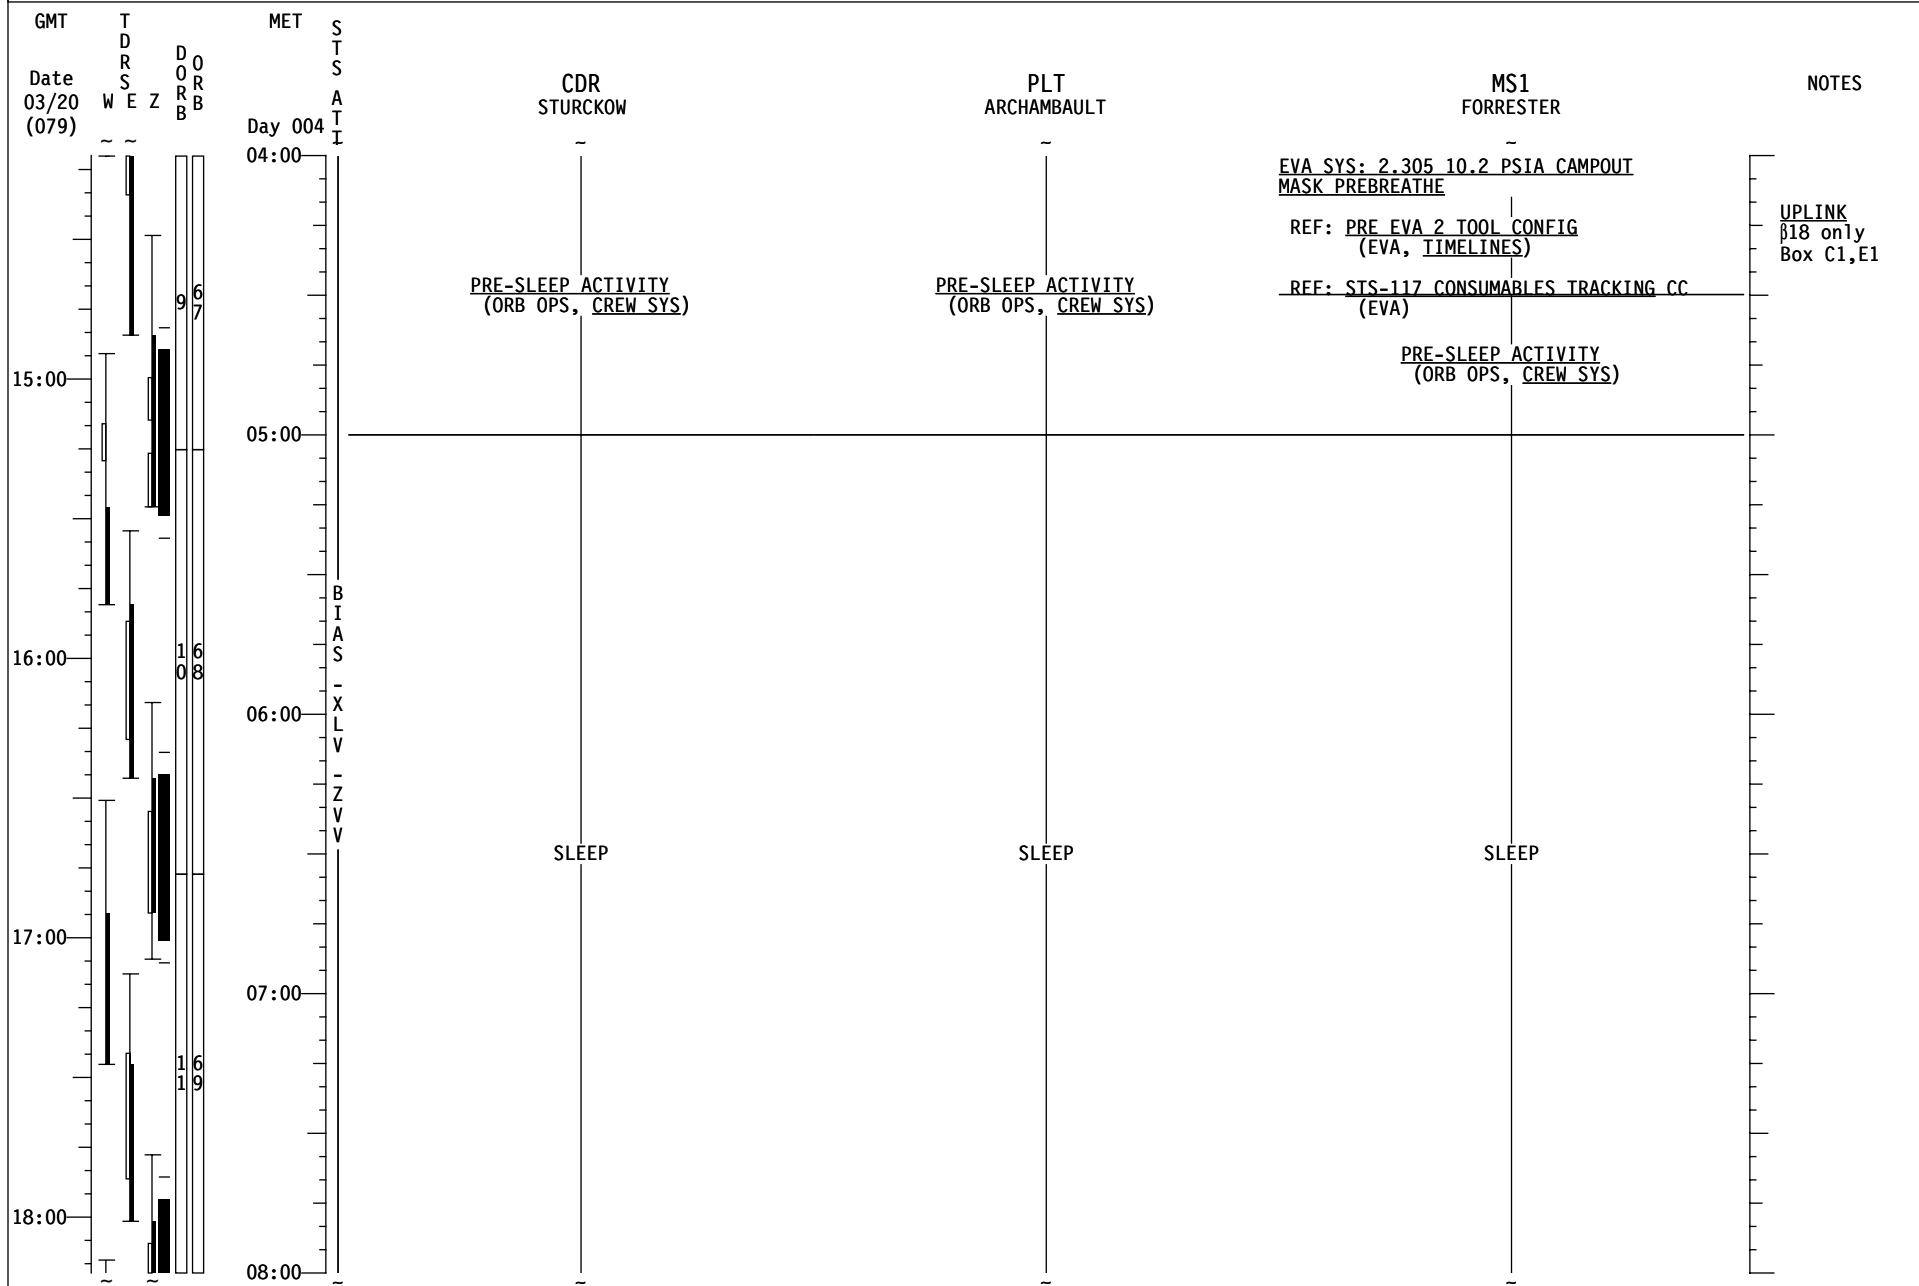 GMT
TDRS
MET
STS ATT
DORB
ORB
Date
03/20
(079)
W E Z
Day 004
CDR
STURCKOW
PLT
ARCHAMBAULT
MS1
FORRESTER
NOTES
~ ~
~ ~ ~
04:00
EVA SYS: 2.305 10.2 PSIA CAMPOUT
MASK PREBREATHE
REF: PRE EVA 2 TOOL CONFIG
(EVA, TIMELINES)
UPLINK
β18 only
Box C1,E1
PRE-SLEEP ACTIVITY
(ORB OPS, CREW SYS)
PRE-SLEEP ACTIVITY
(ORB OPS, CREW SYS)
REF: STS-117 CONSUMABLES TRACKING CC
(EVA)
9
67
PRE-SLEEP ACTIVITY
(ORB OPS, CREW SYS)
15:00
05:00
BIAS -XLV -ZVV
16:00
10
68
06:00
SLEEP
SLEEP
SLEEP
17:00
07:00
11
69
18:00
08:00
~ ~ ~ ~ ~ ~